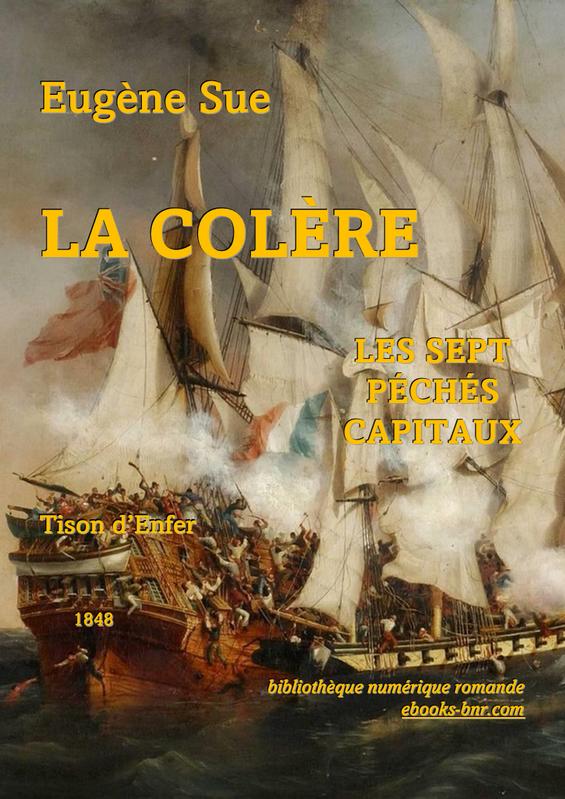 Eugène Sue
LA COLÈRE
LES SEPT
PÉCHÉS
CAPITAUX
Tison d'Enfer
1848
bibliothèque numérique romande
ebooks-bnr.com